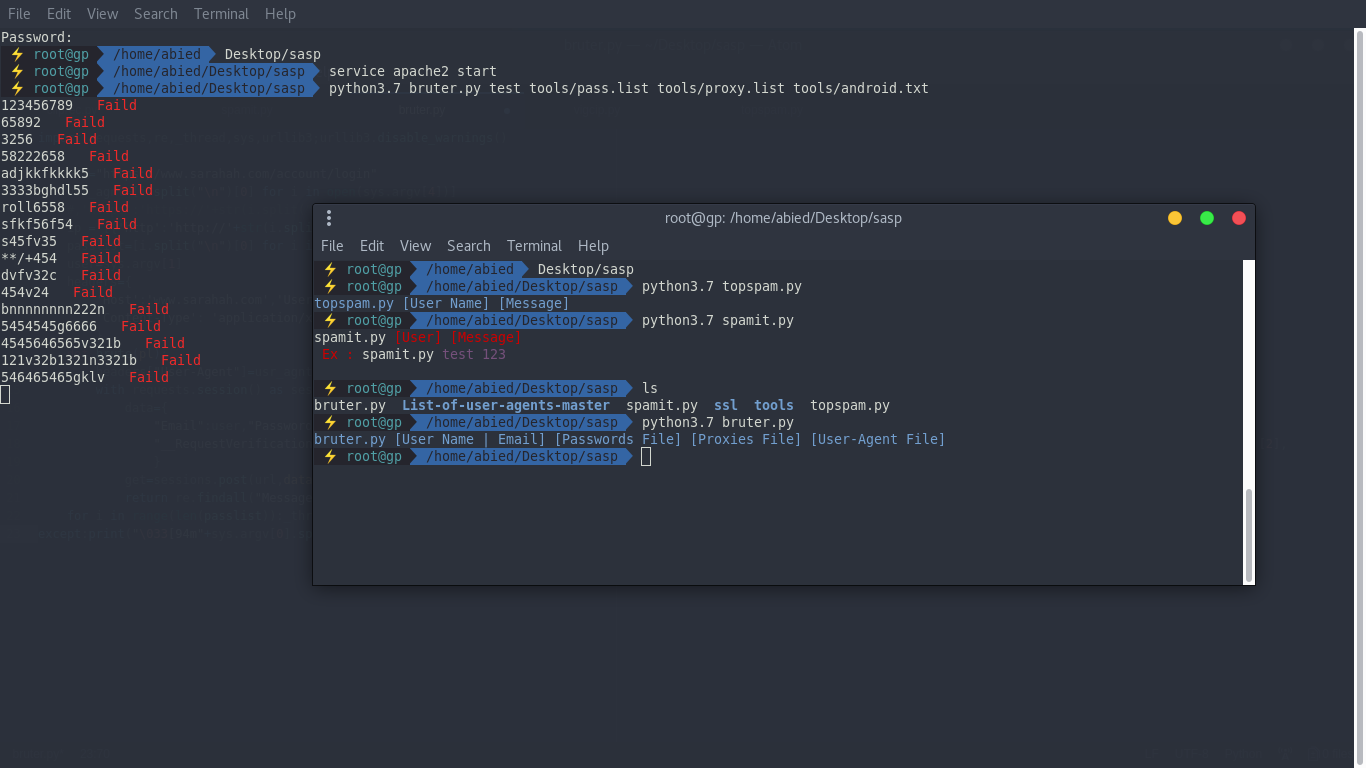 File Edit View Search Terminal Help
Password:
⚡ root@gp /home/abied Desktop/sasp
⚡ root@gp /home/abied/Desktop/sasp service apache2 start
⚡ root@gp /home/abied/Desktop/sasp python3.7 bruter.py test tools/pass.list tools/proxy.list tools/android.txt
123456789 Faild
65892 Faild
3256 Faild
58222658 Faild
adjkkfkkkk5 Faild
3333bghdl55 Faild
roll6558 Faild
sfkf56f54 Faild
s45fv35 Faild
**/+454 Faild
dvfv32c Faild
454v24 Faild
bnnnnnnnn222n Faild
5454545g6666 Faild
4545646565v321b Faild
121v32b1321n3321b Faild
546465465gklv Faild
root@gp: /home/abied/Desktop/sasp
File Edit View Search Terminal Help
⚡ root@gp /home/abied Desktop/sasp
⚡ root@gp /home/abied/Desktop/sasp python3.7 topspam.py
topspam.py [User Name] [Message]
⚡ root@gp /home/abied/Desktop/sasp python3.7 spamit.py
spamit.py [User] [Message]
Ex : spamit.py test 123
⚡ root@gp /home/abied/Desktop/sasp ls
bruter.py List-of-user-agents-master spamit.py ssl tools topspam.py
⚡ root@gp /home/abied/Desktop/sasp python3.7 bruter.py
bruter.py [User Name | Email] [Passwords File] [Proxies File] [User-Agent File]
⚡ root@gp /home/abied/Desktop/sasp